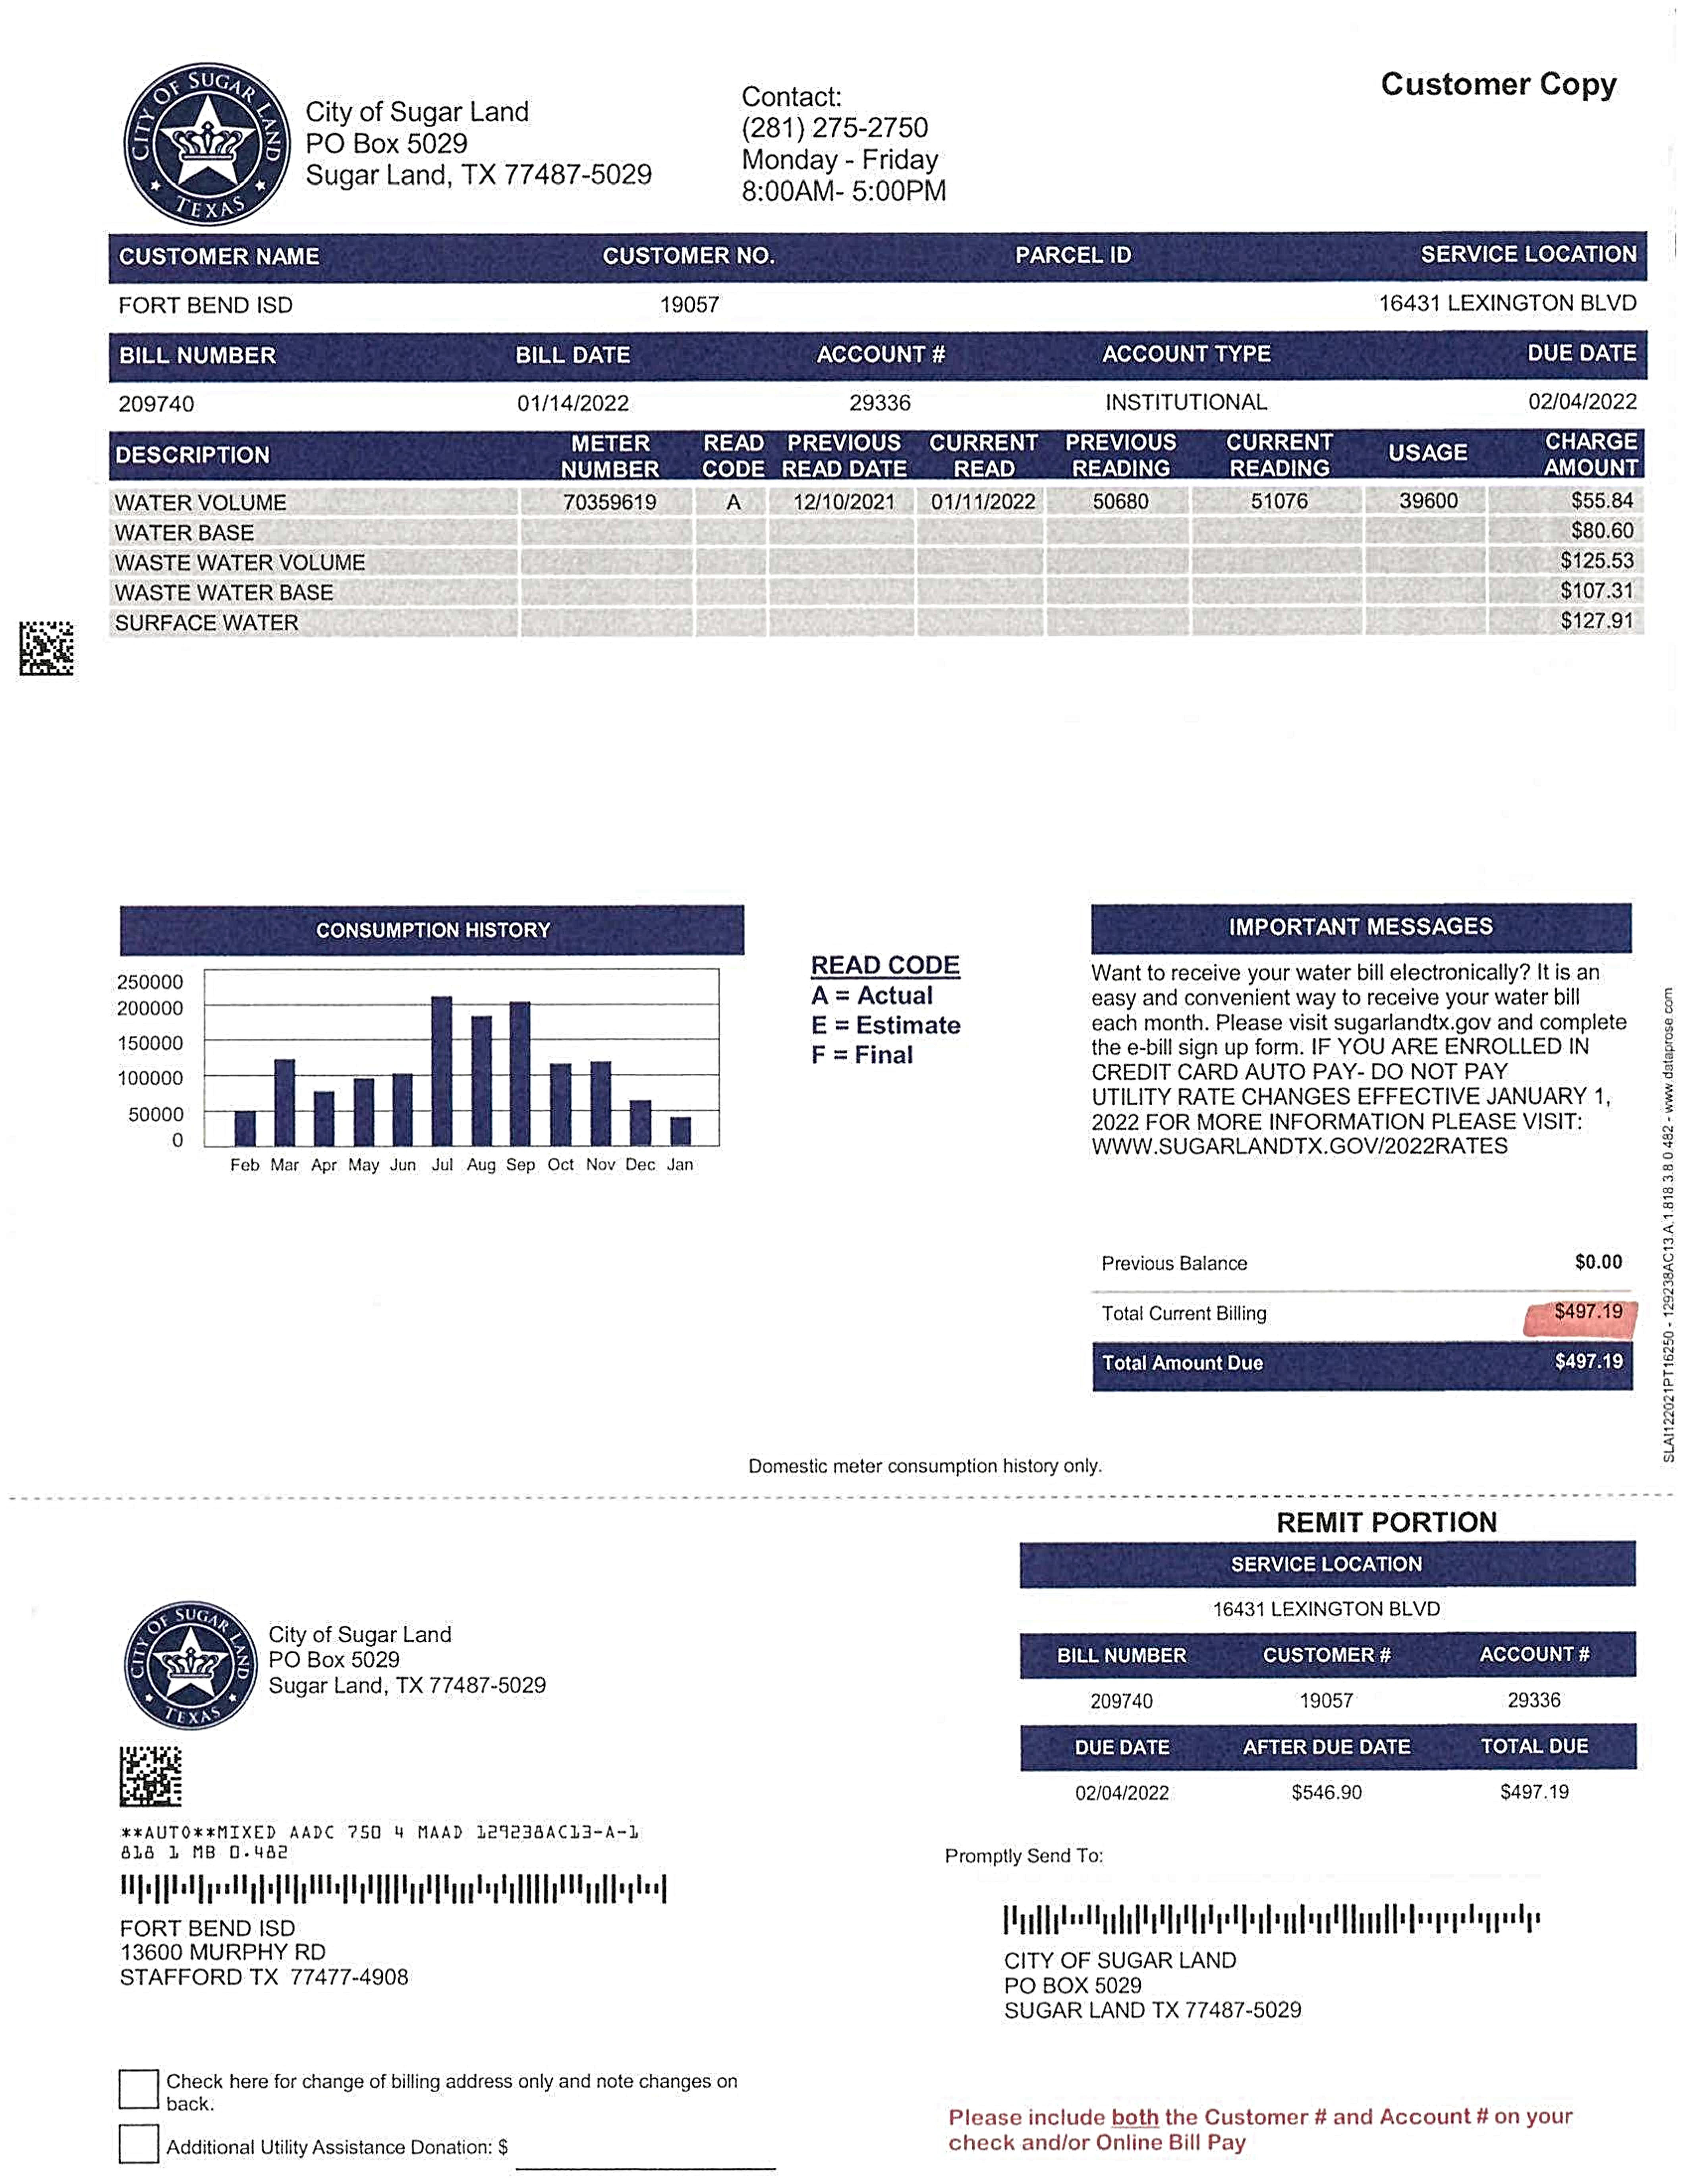 Customer Copy
CITY OF SUGAR LAND TEXAS
City of Sugar Land
PO Box 5029
Sugar Land, TX 77487-5029
Contact:
(281) 275-2750
Monday - Friday
8:00AM- 5:00PM
CUSTOMER NAME CUSTOMER NO. PARCEL ID SERVICE LOCATION
FORT BEND ISD 19057 16431 LEXINGTON BLVD
BILL NUMBER BILL DATE ACCOUNT # ACCOUNT TYPE DUE DATE
209740 01/14/2022 29336 INSTITUTIONAL 02/04/2022
DESCRIPTION METER NUMBER READ CODE PREVIOUS READ DATE CURRENT READ PREVIOUS READING CURRENT READING USAGE CHARGE AMOUNT
WATER VOLUME 70359619 A 12/10/2021 01/11/2022 50680 51076 39600 $55.84
WATER BASE $80.60
WASTE WATER VOLUME $125.53
WASTE WATER BASE $107.31
SURFACE WATER $127.91
CONSUMPTION HISTORY
250000
200000
150000
100000
50000
0
Feb Mar Apr May Jun Jul Aug Sep Oct Nov Dec Jan
READ CODE
A = Actual
E = Estimate
F = Final
IMPORTANT MESSAGES
Want to receive your water bill electronically? It is an
easy and convenient way to receive your water bill
each month. Please visit sugarlandtx.gov and complete
the e-bill sign up form. IF YOU ARE ENROLLED IN
CREDIT CARD AUTO PAY- DO NOT PAY
UTILITY RATE CHANGES EFFECTIVE JANUARY 1,
2022 FOR MORE INFORMATION PLEASE VISIT:
WWW.SUGARLANDTX.GOV/2022RATES
Previous Balance $0.00
Total Current Billing $497.19
Total Amount Due $497.19
SLAI122021PT16250 - 129238AC13.A.1.818 3.8.0.482 - www.dataprose.com
Domestic meter consumption history only.
REMIT PORTION
SERVICE LOCATION
16431 LEXINGTON BLVD
BILL NUMBER CUSTOMER # ACCOUNT #
209740 19057 29336
DUE DATE AFTER DUE DATE TOTAL DUE
02/04/2022 $546.90 $497.19
CITY OF SUGAR LAND TEXAS
City of Sugar Land
PO Box 5029
Sugar Land, TX 77487-5029
**AUTO**MIXED AADC 750 4 MAAD 129238AC13-A-1
818 1 MB 0.482
FORT BEND ISD
13600 MURPHY RD
STAFFORD TX 77477-4908
Promptly Send To:
CITY OF SUGAR LAND
PO BOX 5029
SUGAR LAND TX 77487-5029
Check here for change of billing address only and note changes on
back.
Additional Utility Assistance Donation: $
Please include both the Customer # and Account # on your
check and/or Online Bill Pay